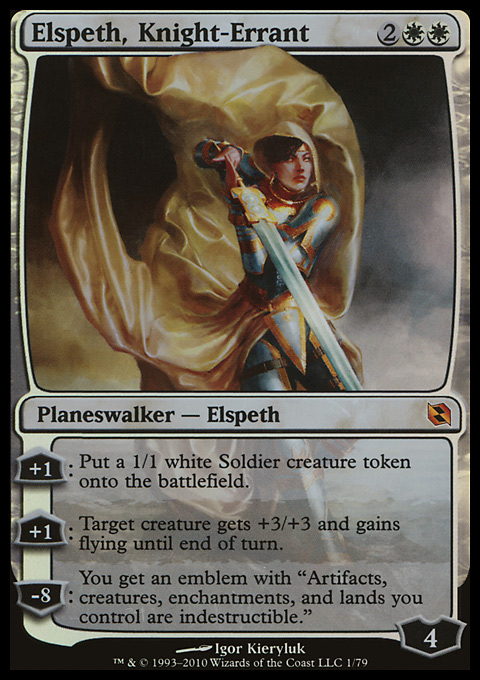 Elspeth, Knight-Errant 2
Planeswalker — Elspeth
+1 : Put a 1/1 white Soldier creature token
onto the battlefield.
+1 : Target creature gets +3/+3 and gains
flying until end of turn.
-8 : You get an emblem with “Artifacts,
creatures, enchantments, and lands you
control are indestructible.”
4
Igor Kieryluk
™ & © 1993–2010 Wizards of the Coast LLC 1/79